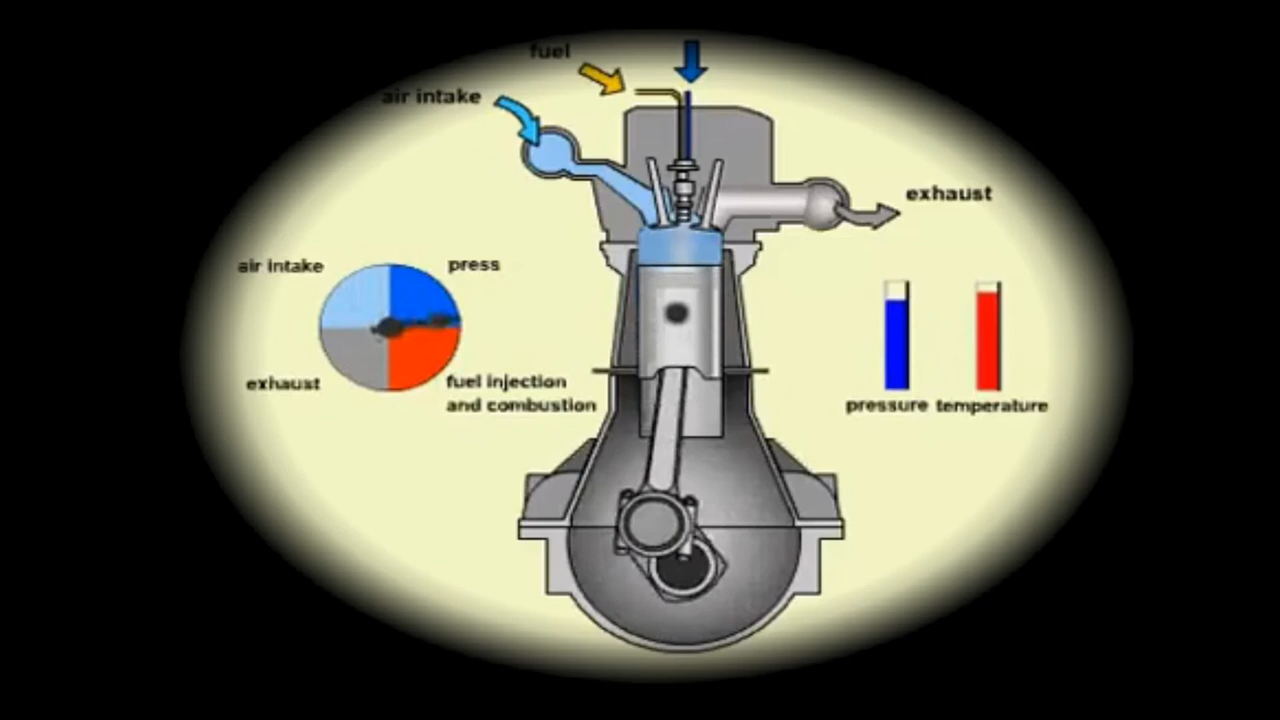 fuel
air intake
exhaust
air intake
press
exhaust
fuel injection
and combustion
pressure
temperature